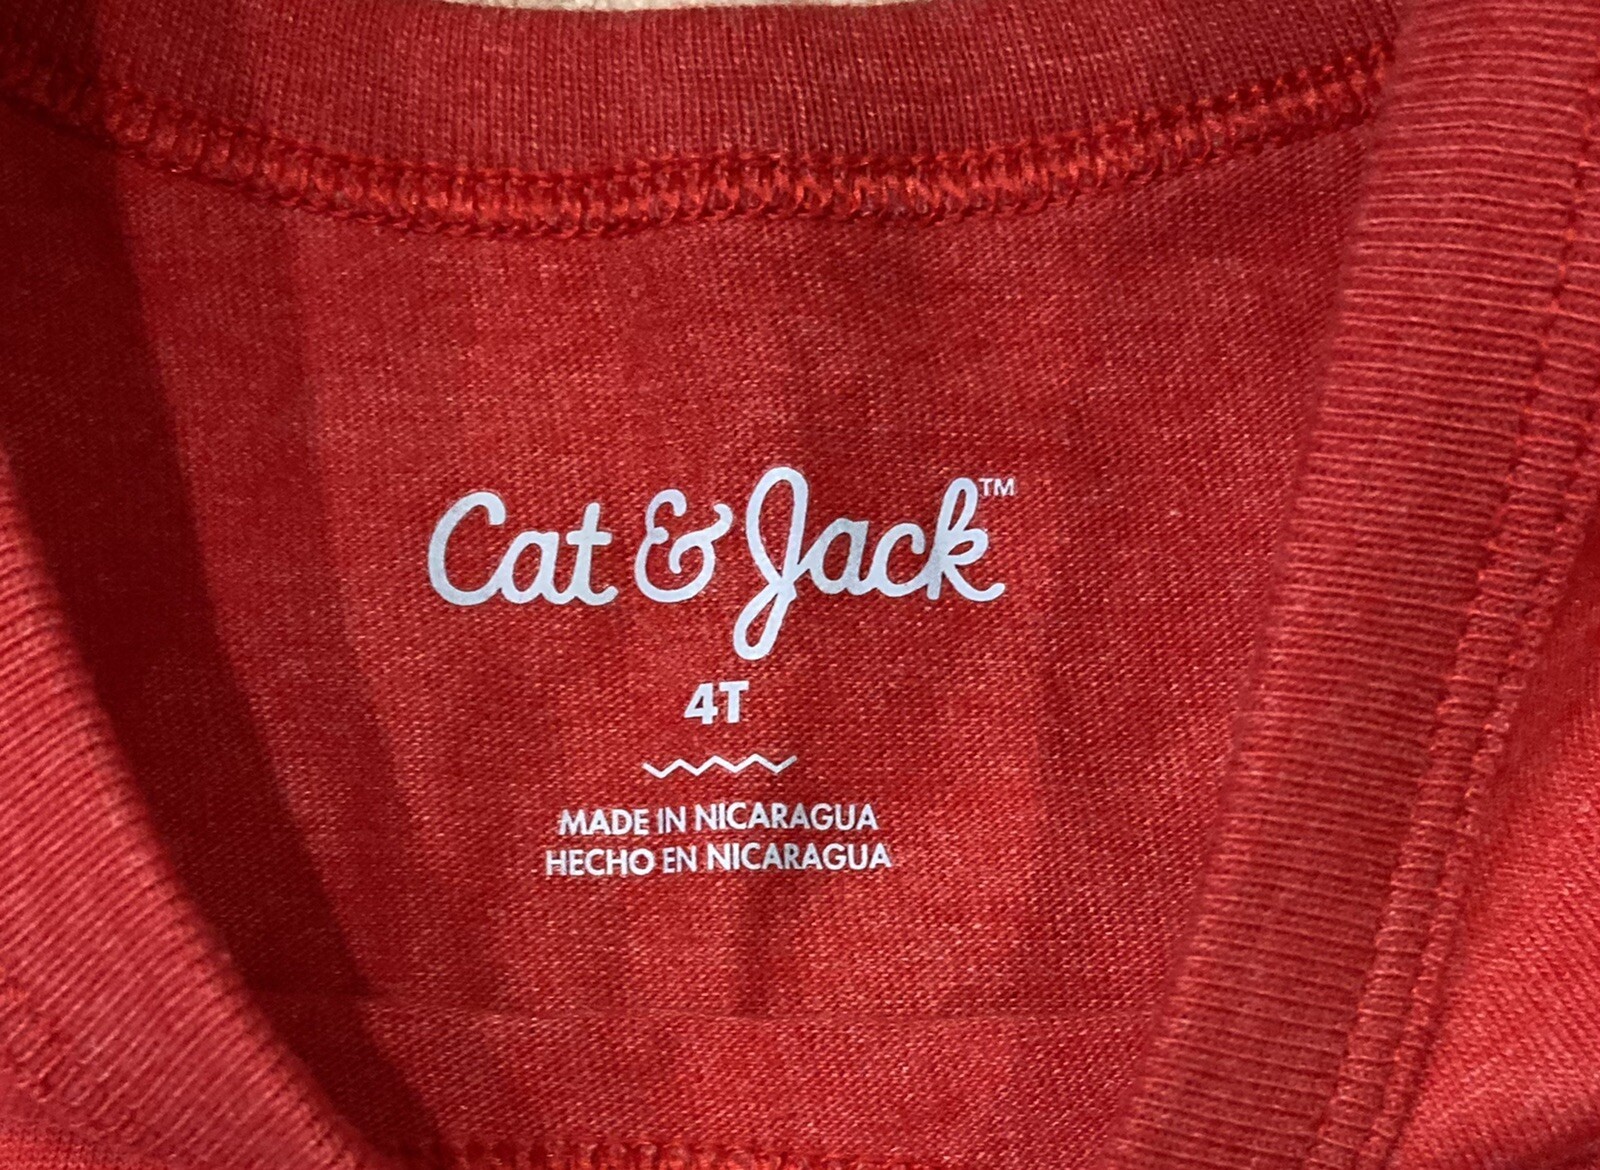 Cat & Jack™
4T
MADE IN NICARAGUA
HECHO EN NICARAGUA